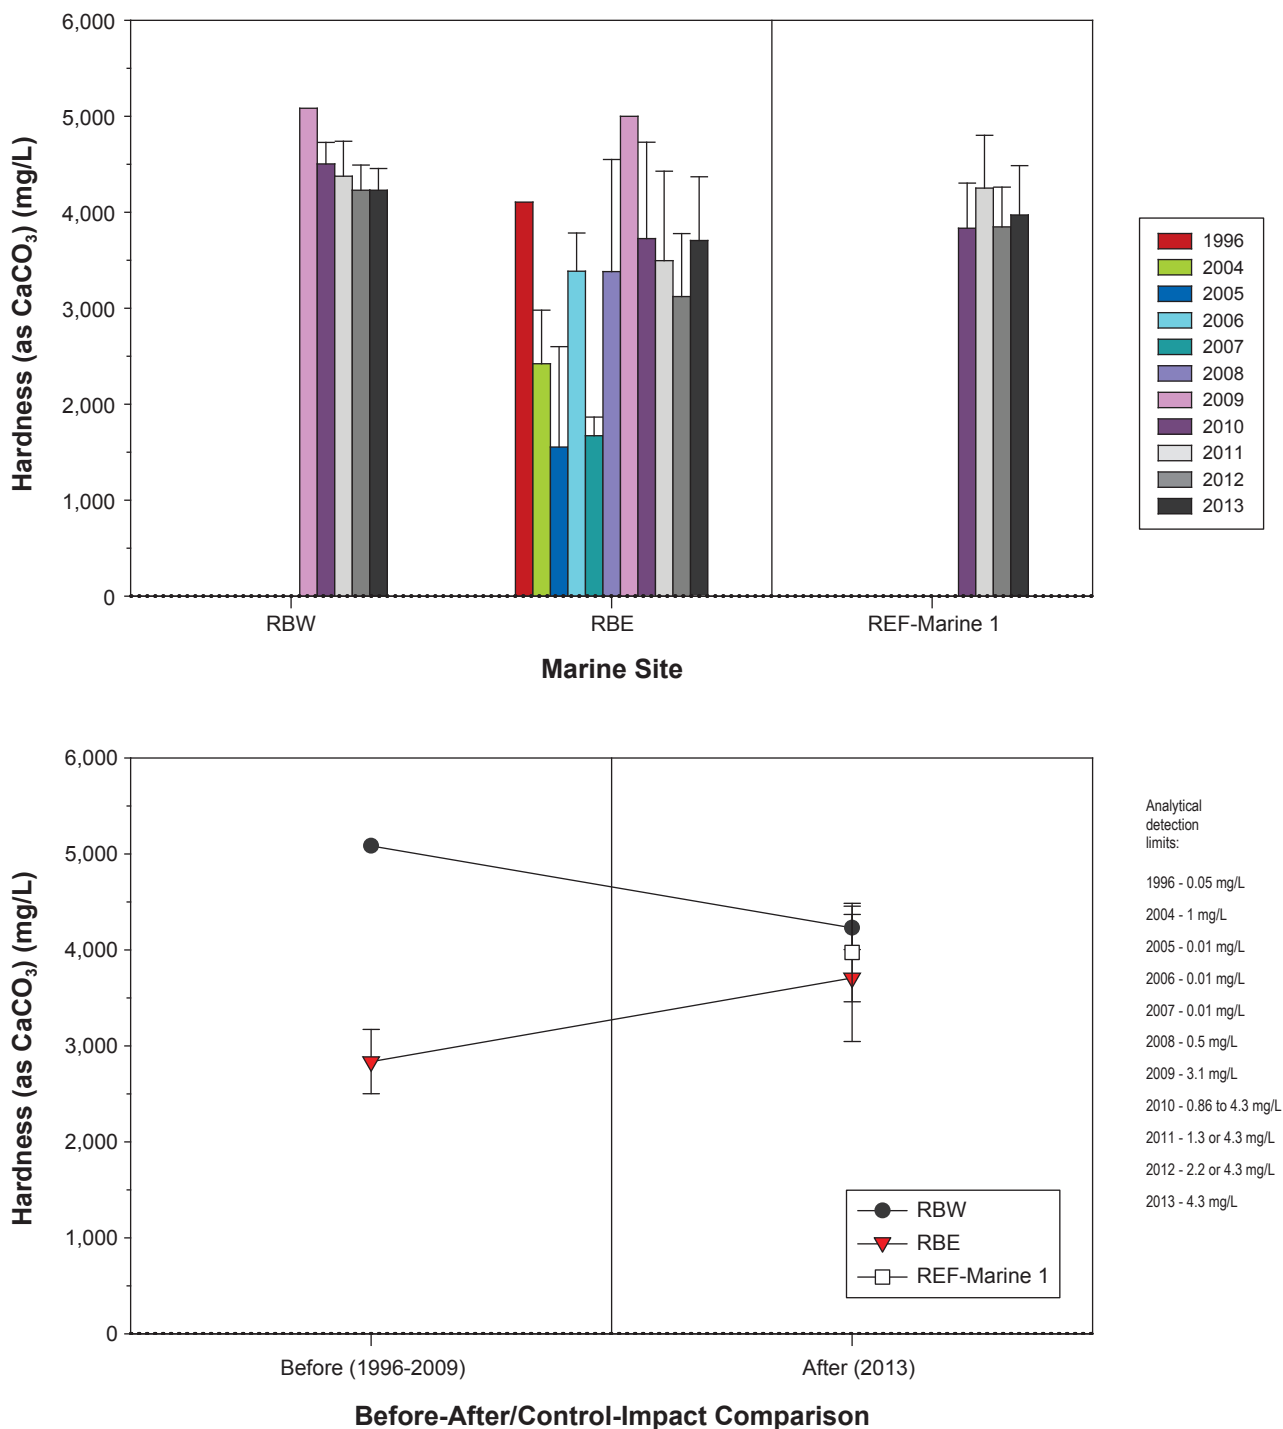 6,000
5,000
4,000
3,000
2,000
1,000
0
Hardness (as CaCO₃) (mg/L)
RBW
RBE
REF-Marine 1
Marine Site
1996
2004
2005
2006
2007
2008
2009
2010
2011
2012
2013
6,000
5,000
4,000
3,000
2,000
1,000
0
Hardness (as CaCO₃) (mg/L)
RBW
RBE
REF-Marine 1
Before (1996-2009)
After (2013)
Before-After/Control-Impact Comparison
Analytical
detection
limits:
1996 - 0.05 mg/L
2004 - 1 mg/L
2005 - 0.01 mg/L
2006 - 0.01 mg/L
2007 - 0.01 mg/L
2008 - 0.5 mg/L
2009 - 3.1 mg/L
2010 - 0.86 to 4.3 mg/L
2011 - 1.3 or 4.3 mg/L
2012 - 2.2 or 4.3 mg/L
2013 - 4.3 mg/L